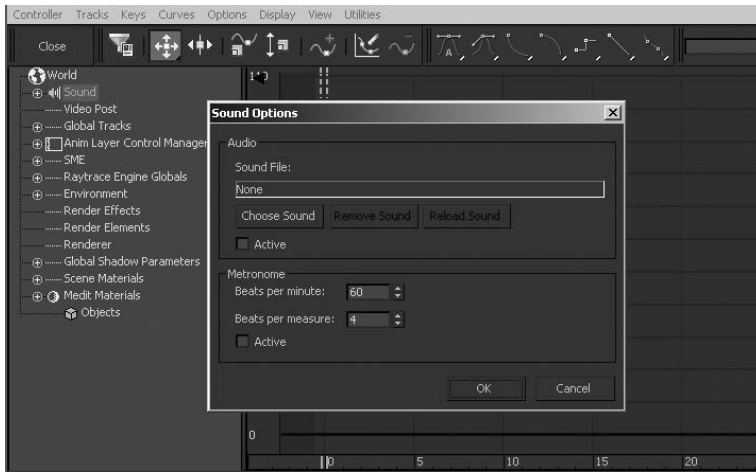 Controller Tracks Keys Curves Options Display View Utilities
Close
World
Sound
Video Post
Global Tracks
Anim Layer Control Manager
SME
Raytrace Engine Globals
Environment
Render Effects
Render Elements
Renderer
Global Shadow Parameters
Scene Materials
Medit Materials
Objects
Sound Options
Audio
Sound File:
None
Choose Sound Remove Sound Reload Sound
Active
Metronome
Beats per minute: 60
Beats per measure: 4
Active
OK Cancel
0
0 5 10 15 20